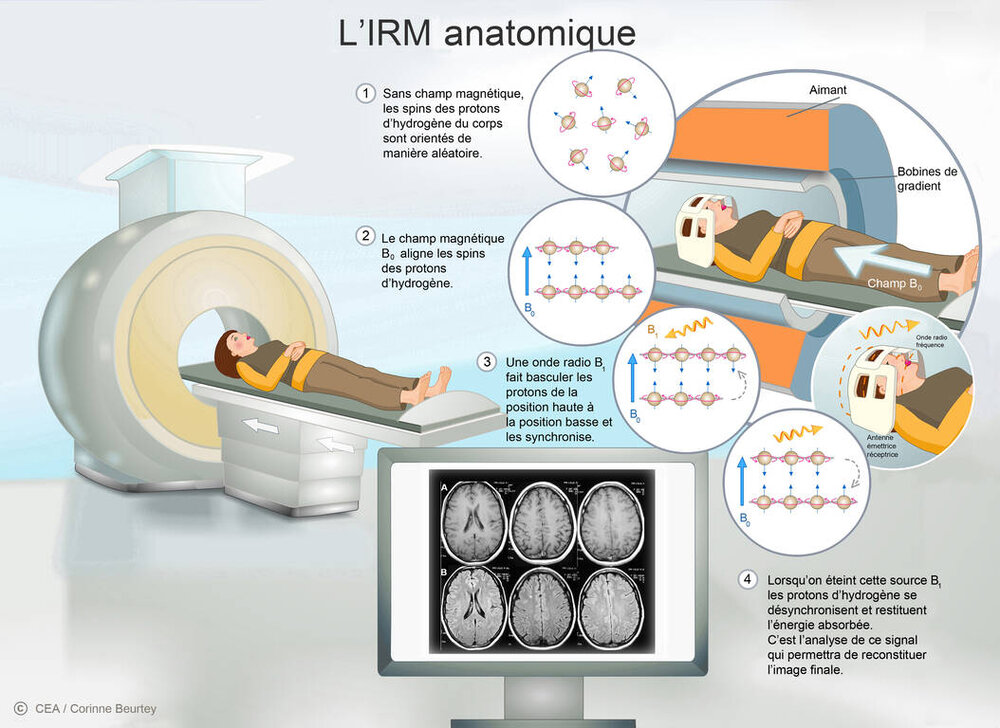 L'IRM anatomique
1
Sans champ magnétique,
les spins des protons
d'hydrogène du corps
sont orientés de
manière aléatoire.
Aimant
Bobines de
gradient
2
Le champ magnétique
B0 aligne les spins
des protons
d'hydrogène.
B0
Champ B0
3
Une onde radio B1
fait basculer les
protons de la
position haute à
la position basse et
les synchronise.
B1
B0
Onde radio
fréquence
Antenne
émettrice
réceptrice
B0
A
B
4
Lorsqu'on éteint cette source B1
les protons d'hydrogène se
désynchronisent et restituent
l'énergie absorbée.
C'est l'analyse de ce signal
qui permettra de reconstituer
l'image finale.
© CEA / Corinne Beurtey